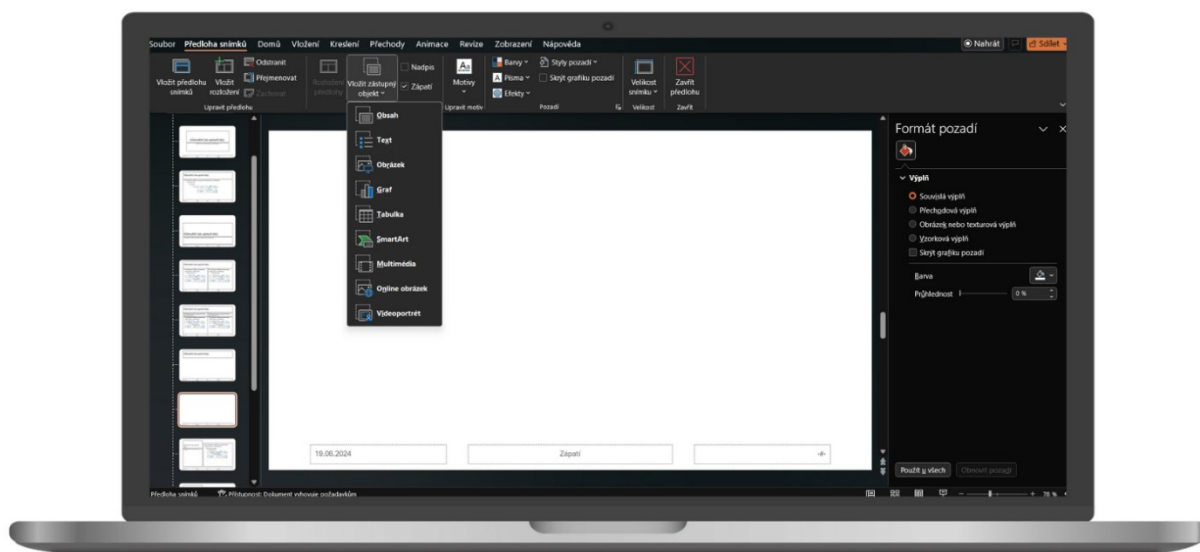 Soubor Předloha snímků Domů Vložení Kreslení Přechody Animace Revize Zobrazení Nápověda Nahrát Sdílet
Vložit předlohu snímků
Vložit rozložení
Odstranit
Přejmenovat
Zachovat
Upravit předlohu
Rozložení předlohy
Vložit zástupný objekt
Nadpis
Zápatí
Motivy
Upravit motiv
Barvy
Písma
Efekty
Styly pozadí
Skrýt grafiku pozadí
Pozadí
Velikost snímku
Velikost
Zavřít předlohu
Zavřít
Obsah
Text
Obrázek
Graf
Tabulka
SmartArt
Multimédia
Online obrázek
Videoportrét
19.06.2024
Zápatí
‹#›
Formát pozadí
Výplň
Souvislá výplň
Přechodová výplň
Obrázek nebo texturová výplň
Vzorková výplň
Skrýt grafiku pozadí
Barva
Průhlednost 0 %
Použít u všech
Obnovit pozadí
Předloha snímků Přístupnost: Dokument vyhovuje požadavkům 78 %